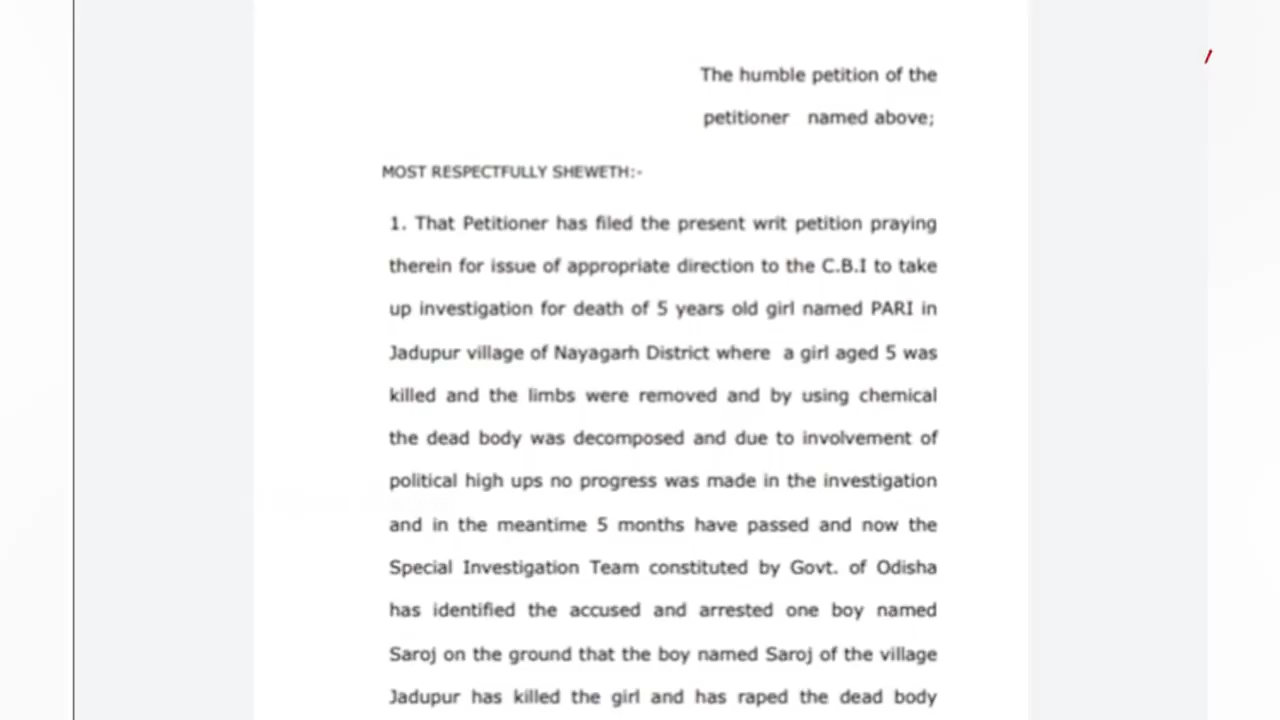 The humble petition of the
petitioner named above;
MOST RESPECTFULLY SHEWETH:-
1. That Petitioner has filed the present writ petition praying
therein for issue of appropriate direction to the C.B.I to take
up investigation for death of 5 years old girl named PARI in
Jadupur village of Nayagarh District where a girl aged 5 was
killed and the limbs were removed and by using chemical
the dead body was decomposed and due to involvement of
political high ups no progress was made in the investigation
and in the meantime 5 months have passed and now the
Special Investigation Team constituted by Govt. of Odisha
has identified the accused and arrested one boy named
Saroj on the ground that the boy named Saroj of the village
Jadupur has killed the girl and has raped the dead body